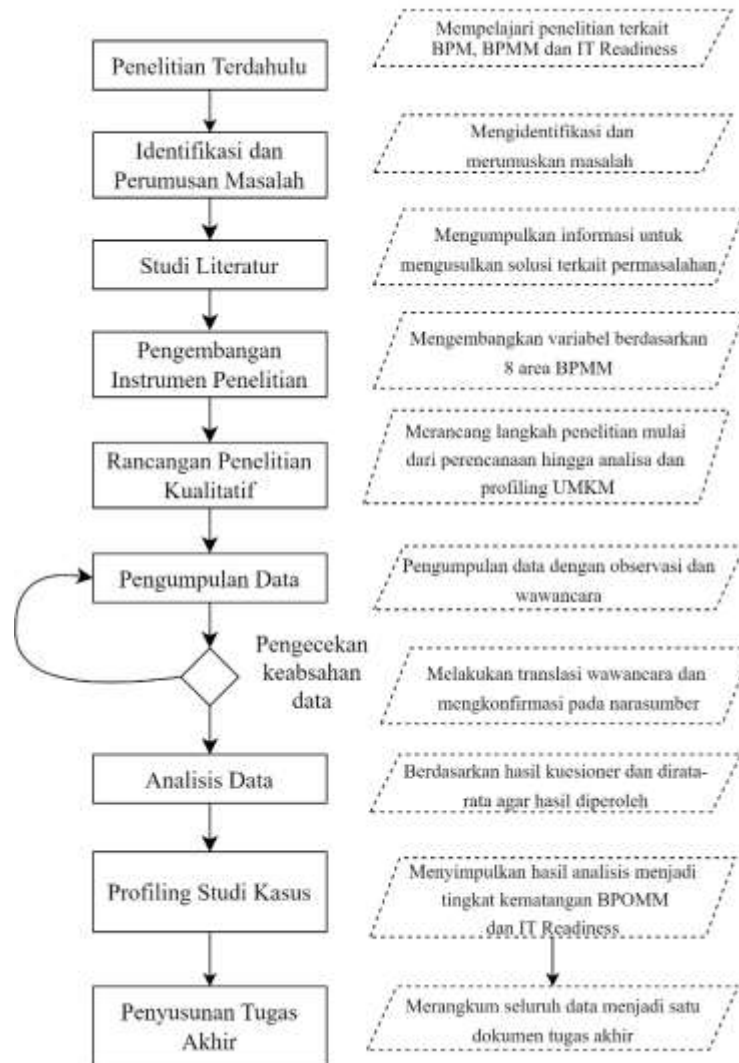 Mempelajari penelitian terkait
BPM, BPMM dan IT Readiness
Penelitian Terdahulu
Identifikasi dan
Perumusan Masalah
Mengidentifikasi dan
merumuskan masalah
Studi Literatur
Mengumpulkan informasi untuk
mengusulkan solusi terkait permasalahan
Pengembangan
Instrumen Penelitian
Mengembangkan variabel berdasarkan
8 area BPMM
Rancangan Penelitian
Kualitatif
Merancang langkah penelitian mulai
dari perencanaan hingga analisa dan
profiling UMKM
Pengumpulan Data
Pengumpulan data dengan observasi dan
wawancara
Pengecekan
keabsahan
data
Melakukan translasi wawancara dan
mengkonfirmasi pada narasumber
Analisis Data
Berdasarkan hasil kuesioner dan dirata-
rata agar hasil diperoleh
Profiling Studi Kasus
Menyimpulkan hasil analisis menjadi
tingkat kematangan BPOMM
dan IT Readiness
Penyusunan Tugas
Akhir
Merangkum seluruh data menjadi satu
dokumen tugas akhir